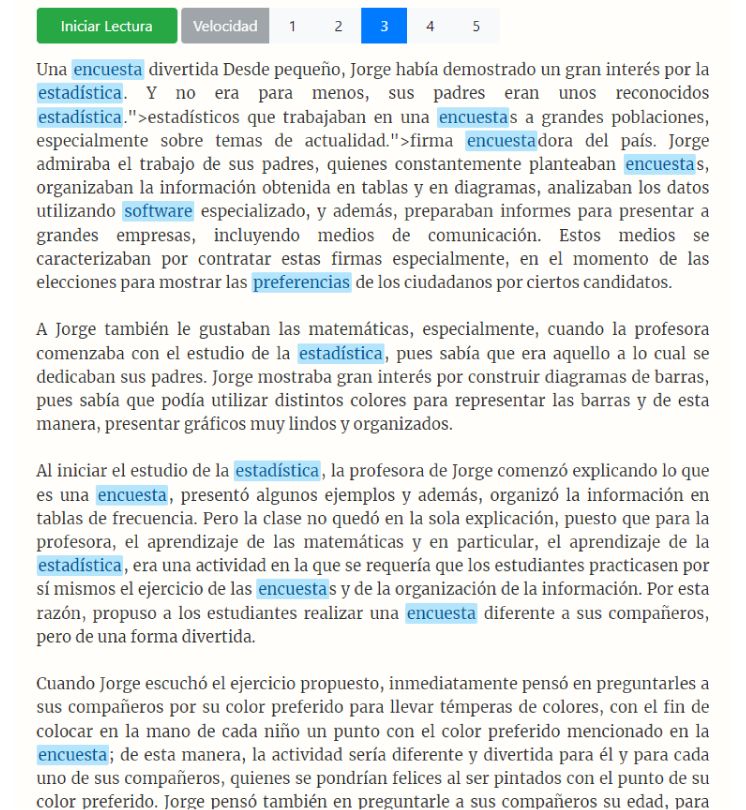 Iniciar Lectura Velocidad 1 2 3 4 5
Una encuesta divertida Desde pequeño, Jorge había demostrado un gran interés por la
estadística. Y no era para menos, sus padres eran unos reconocidos
estadística.">estadísticos que trabajaban en una encuestas a grandes poblaciones,
especialmente sobre temas de actualidad.">firma encuestadora del país. Jorge
admiraba el trabajo de sus padres, quienes constantemente planteaban encuestas,
organizaban la información obtenida en tablas y en diagramas, analizaban los datos
utilizando software especializado, y además, preparaban informes para presentar a
grandes empresas, incluyendo medios de comunicación. Estos medios se
caracterizaban por contratar estas firmas especialmente, en el momento de las
elecciones para mostrar las preferencias de los ciudadanos por ciertos candidatos.
A Jorge también le gustaban las matemáticas, especialmente, cuando la profesora
comenzaba con el estudio de la estadística, pues sabía que era aquello a lo cual se
dedicaban sus padres. Jorge mostraba gran interés por construir diagramas de barras,
pues sabía que podía utilizar distintos colores para representar las barras y de esta
manera, presentar gráficos muy lindos y organizados.
Al iniciar el estudio de la estadística, la profesora de Jorge comenzó explicando lo que
es una encuesta, presentó algunos ejemplos y además, organizó la información en
tablas de frecuencia. Pero la clase no quedó en la sola explicación, puesto que para la
profesora, el aprendizaje de las matemáticas y en particular, el aprendizaje de la
estadística, era una actividad en la que se requería que los estudiantes practicasen por
sí mismos el ejercicio de las encuestas y de la organización de la información. Por esta
razón, propuso a los estudiantes realizar una encuesta diferente a sus compañeros,
pero de una forma divertida.
Cuando Jorge escuchó el ejercicio propuesto, inmediatamente pensó en preguntarles a
sus compañeros por su color preferido para llevar témperas de colores, con el fin de
colocar en la mano de cada niño un punto con el color preferido mencionado en la
encuesta; de esta manera, la actividad sería diferente y divertida para él y para cada
uno de sus compañeros, quienes se pondrían felices al ser pintados con el punto de su
color preferido. Jorge pensó también en preguntarle a sus compañeros su edad, para